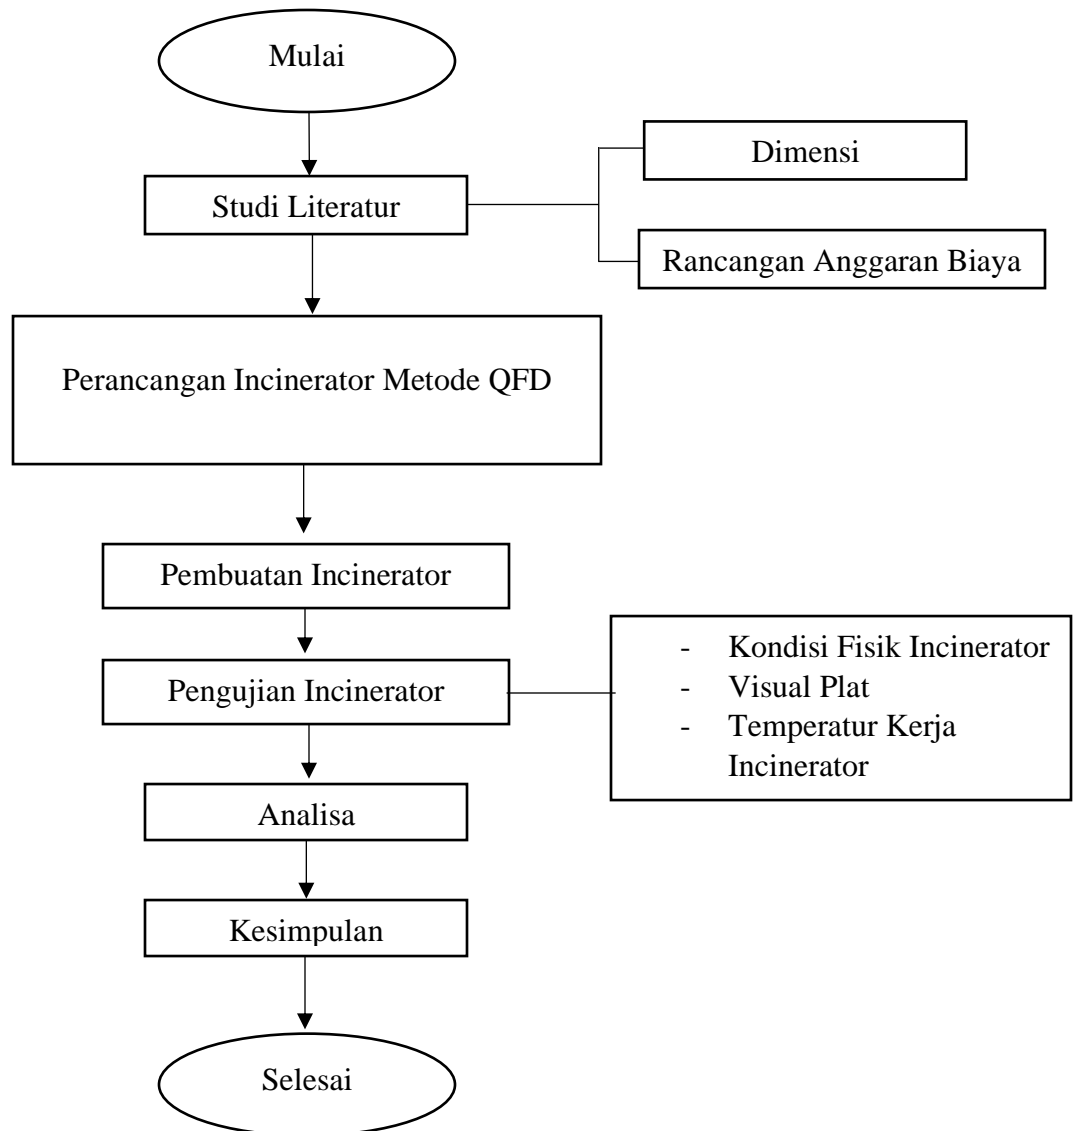 Mulai
Dimensi
Studi Literatur
Rancangan Anggaran Biaya
Perancangan Incinerator Metode QFD
Pembuatan Incinerator
Pengujian Incinerator
- Kondisi Fisik Incinerator
- Visual Plat
- Temperatur Kerja
Incinerator
Analisa
Kesimpulan
Selesai